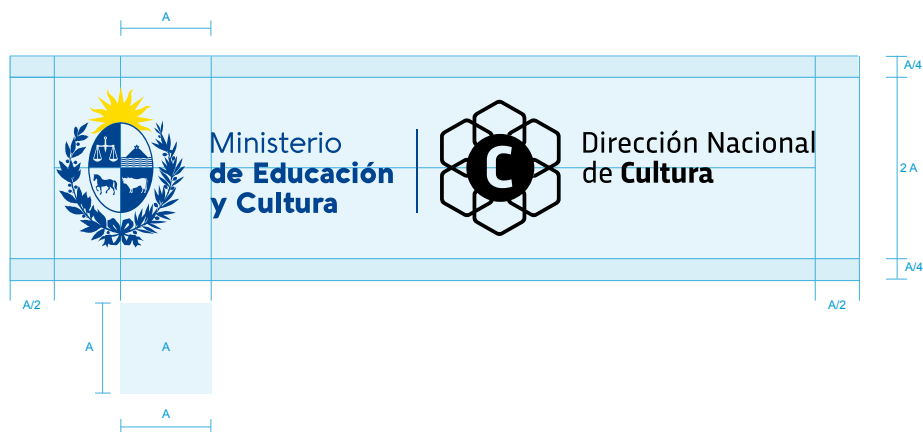 A
A/4
Ministerio
de Educación
y Cultura
C
Dirección Nacional
de Cultura
2 A
A/4
A/2
A/2
A
A
A